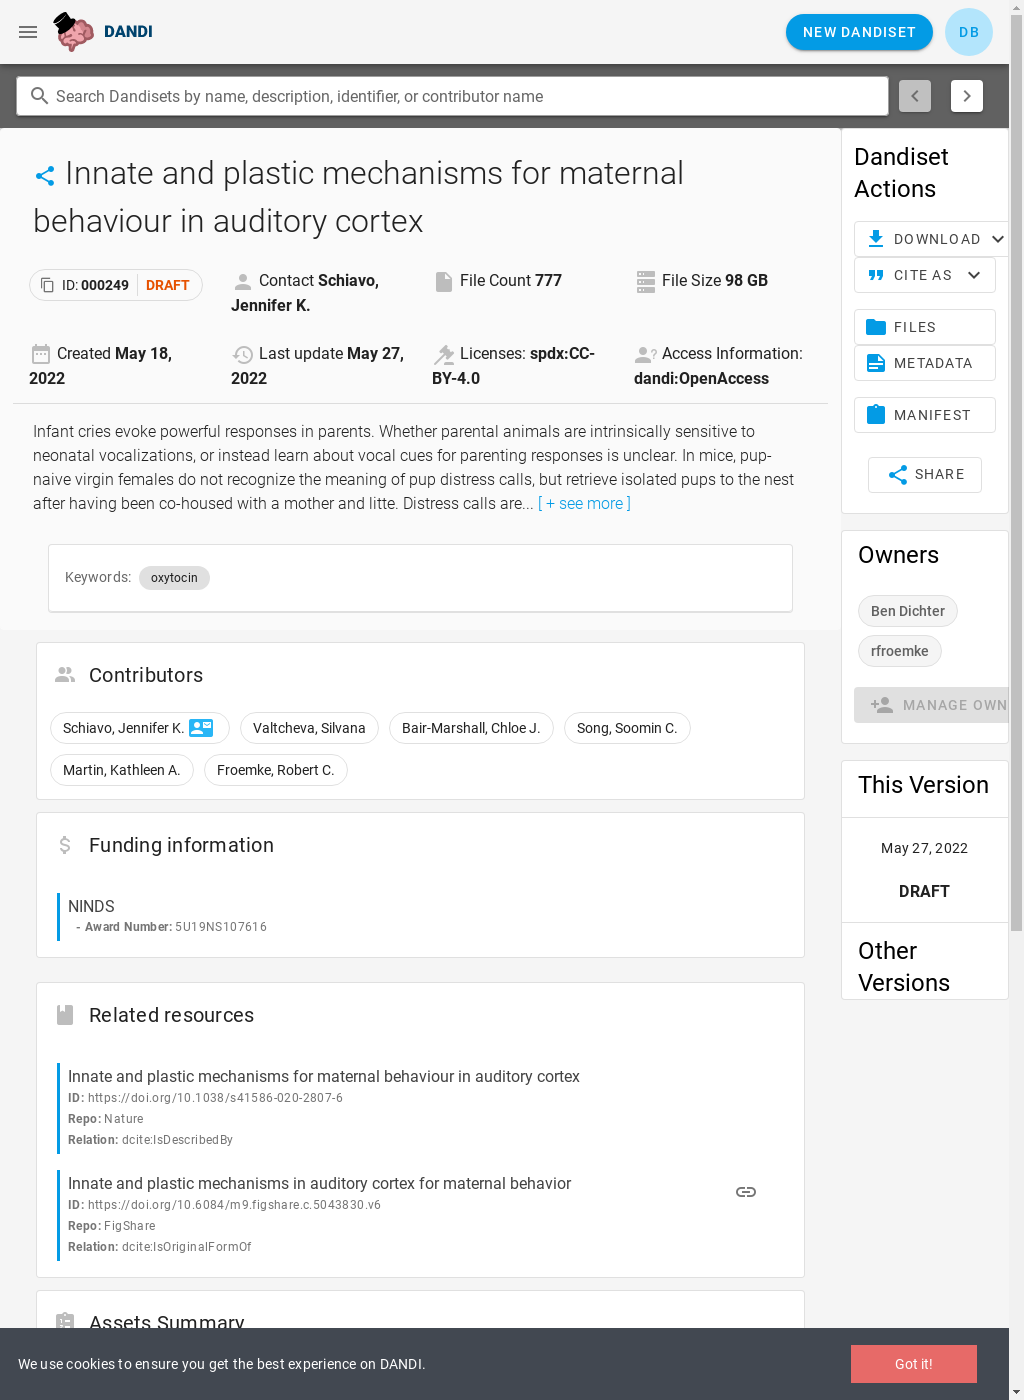 DANDI
NEW DANDISET
DB
Search Dandisets by name, description, identifier, or contributor name
Innate and plastic mechanisms for maternal
behaviour in auditory cortex
ID: 000249 DRAFT
Contact Schiavo,
Jennifer K.
File Count 777
File Size 98 GB
Created May 18,
2022
Last update May 27,
2022
Licenses: spdx:CC-
BY-4.0
Access Information:
dandi:OpenAccess
Infant cries evoke powerful responses in parents. Whether parental animals are intrinsically sensitive to
neonatal vocalizations, or instead learn about vocal cues for parenting responses is unclear. In mice, pup-
naive virgin females do not recognize the meaning of pup distress calls, but retrieve isolated pups to the nest
after having been co-housed with a mother and litte. Distress calls are... [ + see more ]
Keywords: oxytocin
Contributors
Schiavo, Jennifer K.
Valtcheva, Silvana
Bair-Marshall, Chloe J.
Song, Soomin C.
Martin, Kathleen A.
Froemke, Robert C.
Funding information
NINDS
- Award Number: 5U19NS107616
Related resources
Innate and plastic mechanisms for maternal behaviour in auditory cortex
ID: https://doi.org/10.1038/s41586-020-2807-6
Repo: Nature
Relation: dcite:IsDescribedBy
Innate and plastic mechanisms in auditory cortex for maternal behavior
ID: https://doi.org/10.6084/m9.figshare.c.5043830.v6
Repo: FigShare
Relation: dcite:IsOriginalFormOf
Assets Summary
Dandiset
Actions
DOWNLOAD
CITE AS
FILES
METADATA
MANIFEST
SHARE
Owners
Ben Dichter
rfroemke
MANAGE OWN
This Version
May 27, 2022
DRAFT
Other
Versions
We use cookies to ensure you get the best experience on DANDI.
Got it!